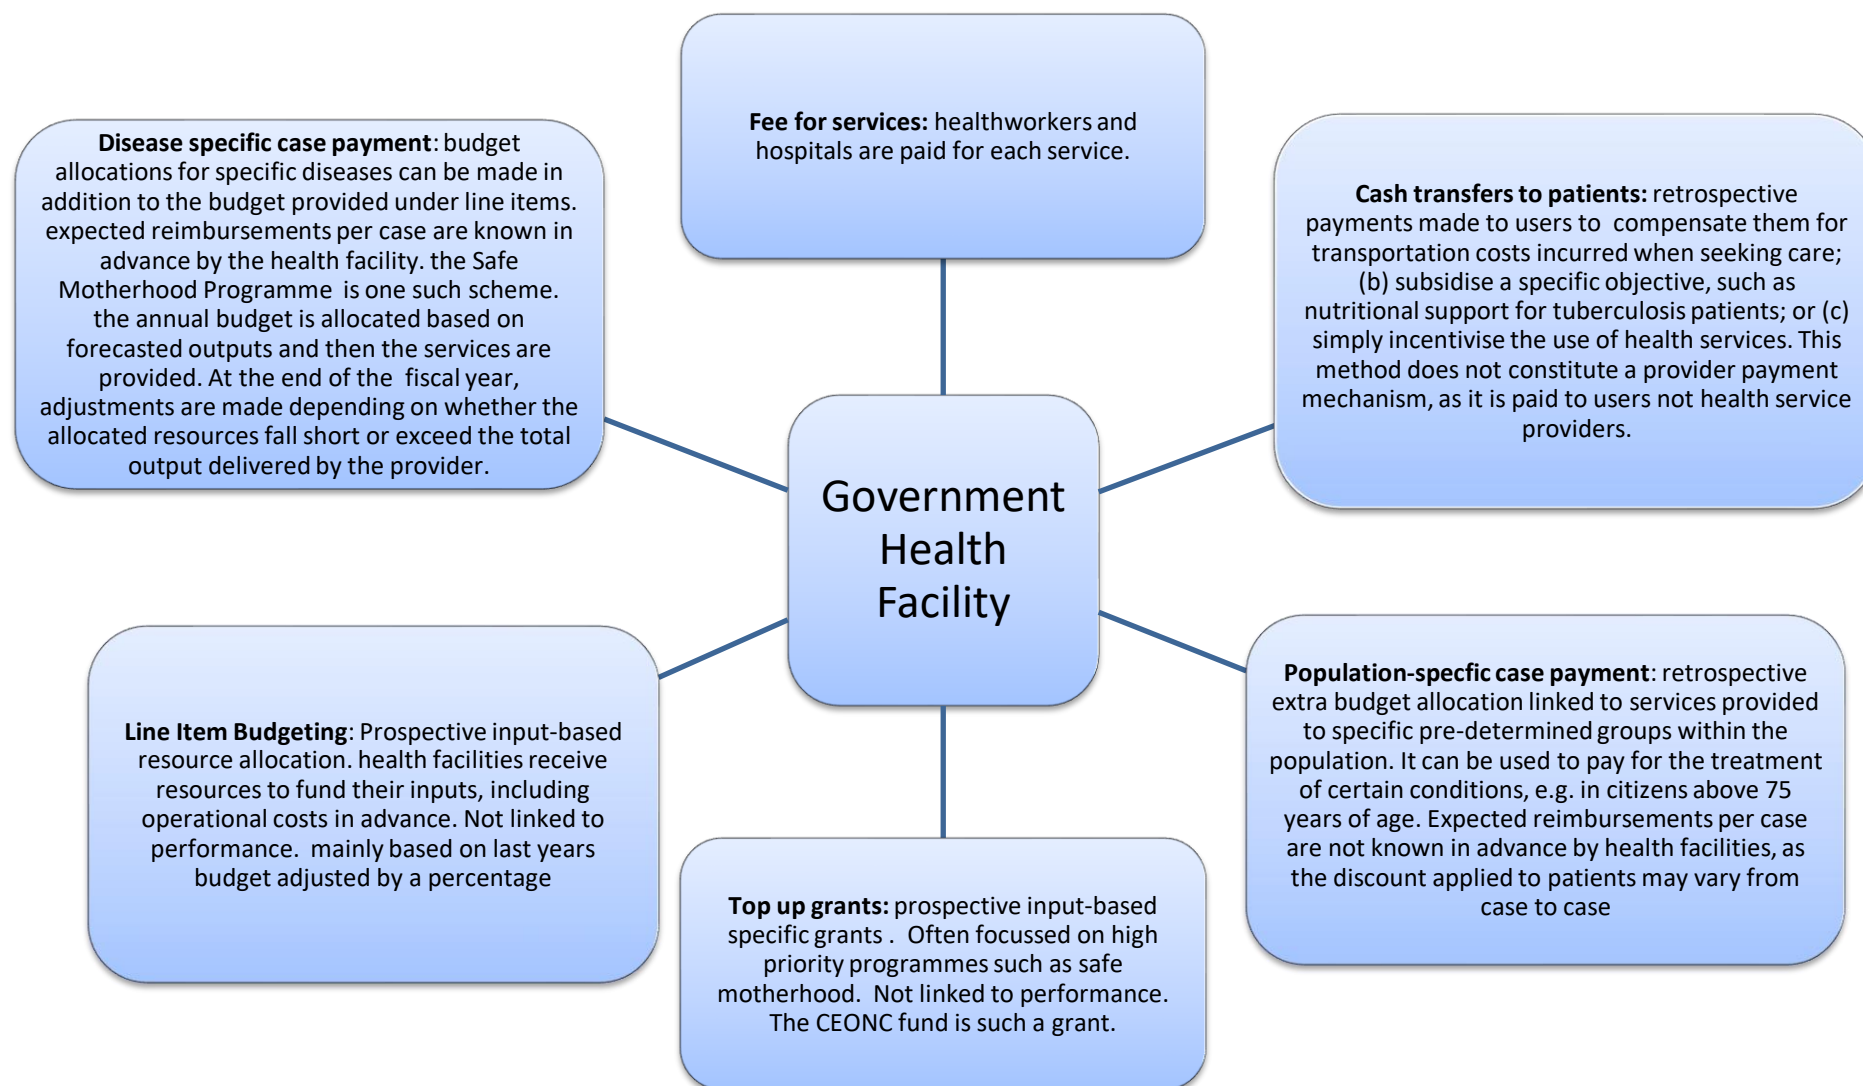 Fee for services: healthworkers and
hospitals are paid for each service.
Disease specific case payment: budget
allocations for specific diseases can be made in
addition to the budget provided under line items.
expected reimbursements per case are known in
advance by the health facility. the Safe
Motherhood Programme  is one such scheme.
the annual budget is allocated based on
forecasted outputs and then the services are
provided. At the end of the  fiscal year,
adjustments are made depending on whether the
allocated resources fall short or exceed the total
output delivered by the provider.
Cash transfers to patients: retrospective
payments made to users to  compensate them for
transportation costs incurred when seeking care;
(b) subsidise a specific objective, such as
nutritional support for tuberculosis patients; or (c)
simply incentivise the use of health services. This
method does not constitute a provider payment
mechanism, as it is paid to users not health service
providers.
Government
Health
Facility
Line Item Budgeting: Prospective input-based
resource allocation. health facilities receive
resources to fund their inputs, including
operational costs in advance. Not linked to
performance.  mainly based on last years
budget adjusted by a percentage
Population-specfic case payment: retrospective
extra budget allocation linked to services provided
to specific pre-determined groups within the
population. It can be used to pay for the treatment
of certain conditions, e.g. in citizens above 75
years of age. Expected reimbursements per case
are not known in advance by health facilities, as
the discount applied to patients may vary from
case to case
Top up grants: prospective input-based
specific grants .  Often focussed on high
priority programmes such as safe
motherhood.  Not linked to performance.
The CEONC fund is such a grant.